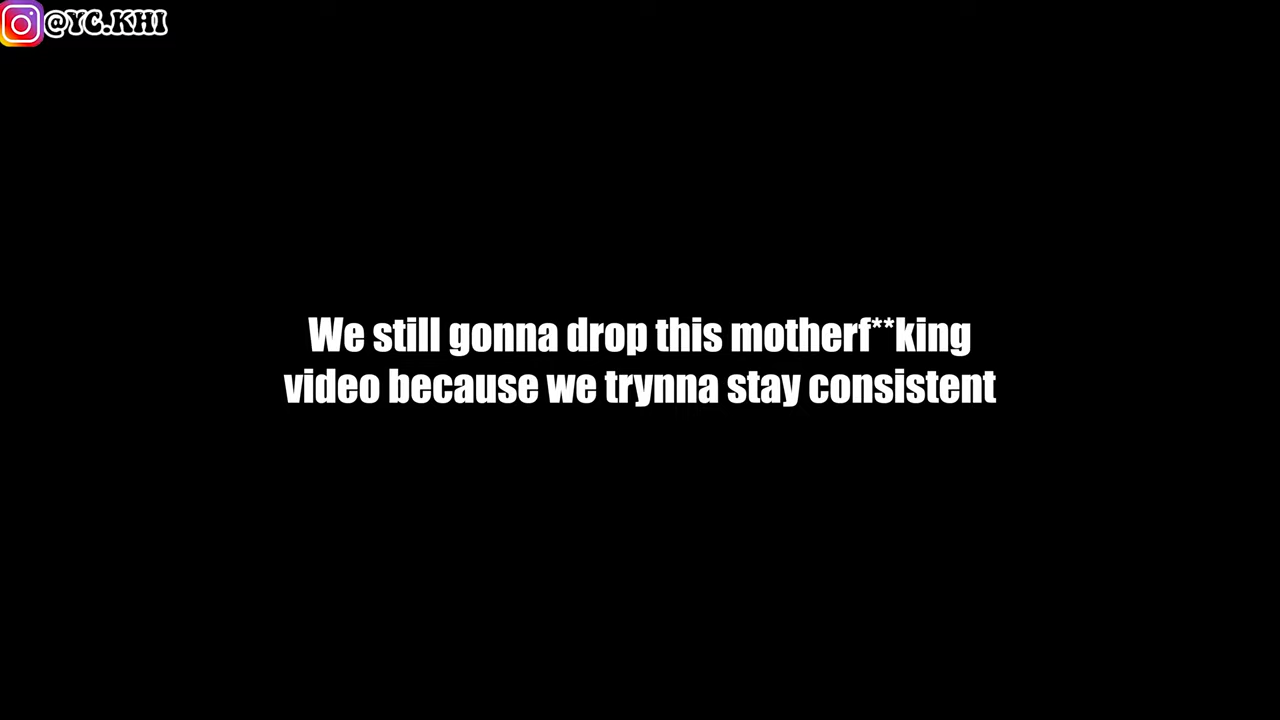 @YC.KHI
We still gonna drop this motherf**king
video because we trynna stay consistent